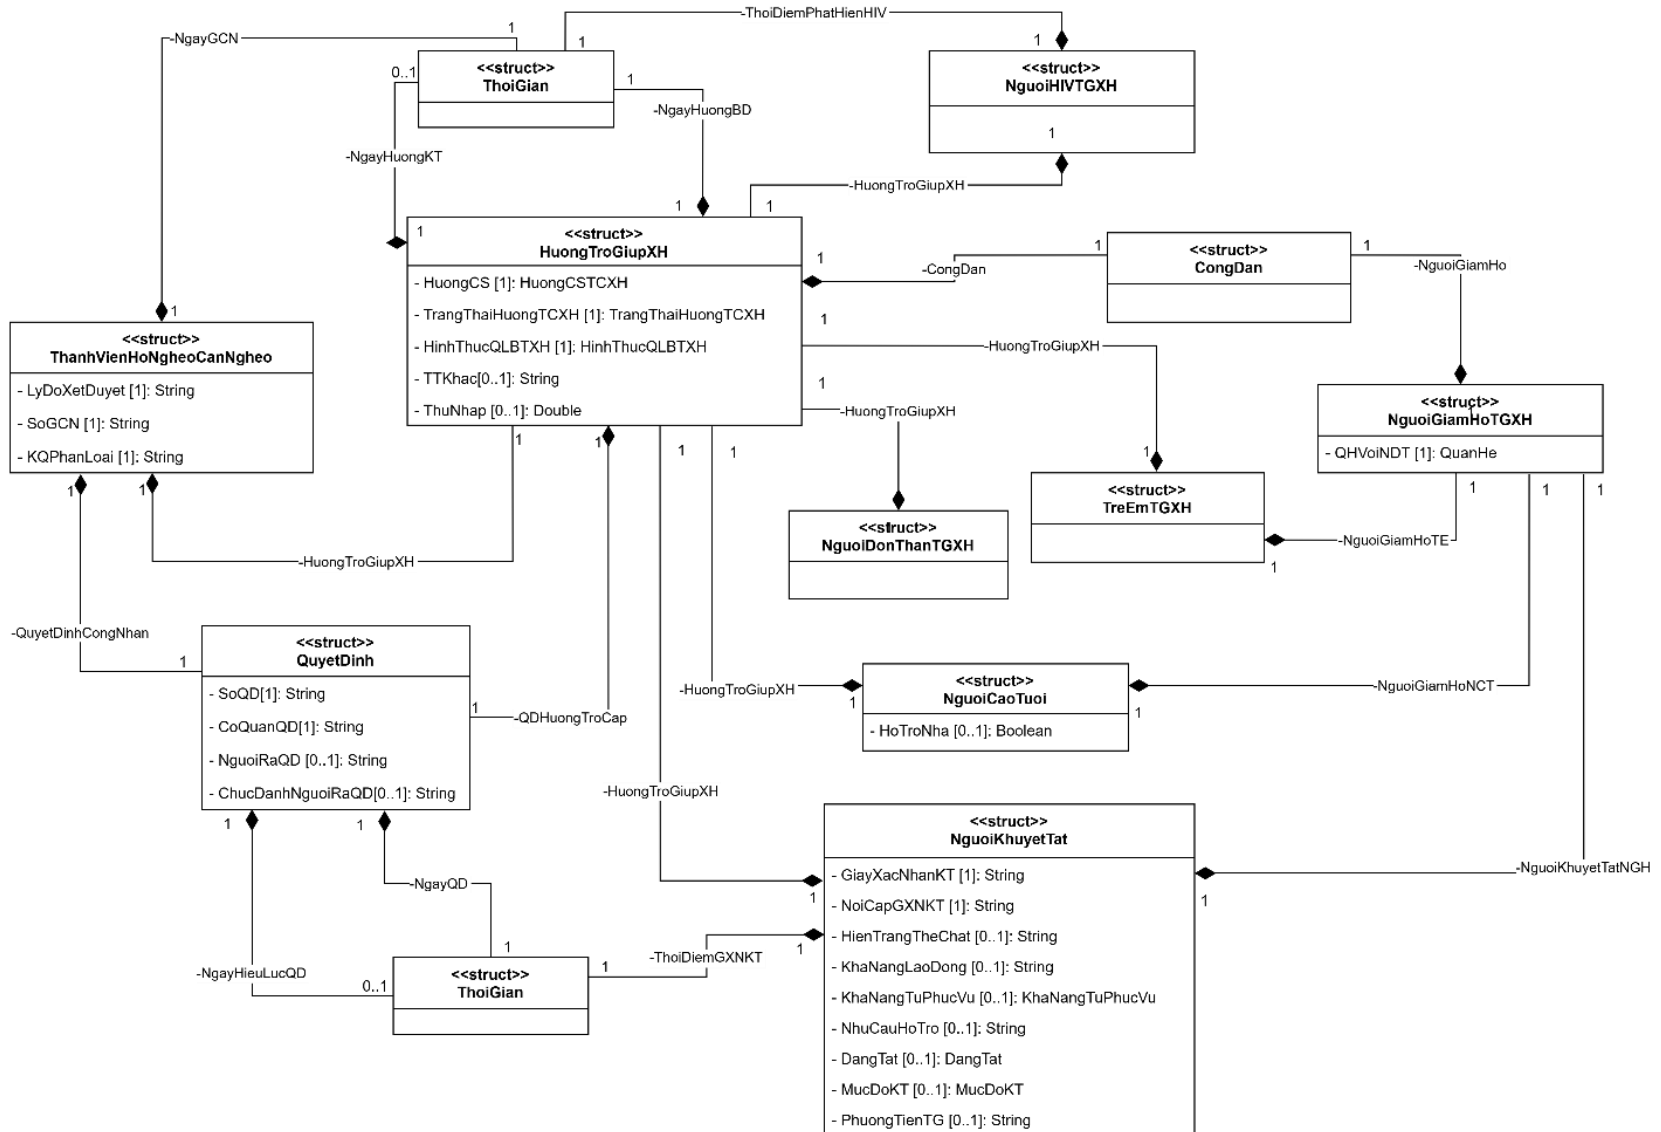 -ThoiDiemPhatHienHIV
1
1
1
-NgayGCN
<<struct>>
ThoiGian
0..1
1
-NgayHuongBD
-NgayHuongKT
<<struct>>
NguoiHIVTGXH
1
-HuongTroGiupXH
1
1
1
<<struct>>
HuongTroGiupXH
- HuongCS [1]: HuongCSTCXH
- TrangThaiHuongTCXH [1]: TrangThaiHuongTCXH
- HinhThucQLBTXH [1]: HinhThucQLBTXH
- TTKhac[0..1]: String
- ThuNhap [0..1]: Double
1
-CongDan
1
<<struct>>
CongDan
1
-NguoiGiamHo
1
<<struct>>
ThanhVienHoNgheoCanNgheo
- LyDoXetDuyet [1]: String
- SoGCN [1]: String
- KQPhanLoai [1]: String
1
-HuongTroGiupXH
1
-HuongTroGiupXH
1
<<struct>>
NguoiGiamHoTGXH
1
- QHVoiNDT [1]: QuanHe
1
1
1
1
1
1
1
1
1
1
<<struct>>
TreEmTGXH
-NguoiGiamHoTE
1
<<struct>>
NguoiDonThanTGXH
-HuongTroGiupXH
-QuyetDinhCongNhan
1
<<struct>>
QuyetDinh
- SoQD[1]: String
- CoQuanQD[1]: String
- NguoiRaQD [0..1]: String
- ChucDanhNguoiRaQD[0..1]: String
1
-QDHuongTroCap
-HuongTroGiupXH
1
<<struct>>
NguoiCaoTuoi
- HoTroNha [0..1]: Boolean
1
-NguoiGiamHoNCT
-HuongTroGiupXH
1
1
-NgayQD
1
-NgayHieuLucQD
0..1
<<struct>>
ThoiGian
1
-ThoiDiemGXNKT
1
1
<<struct>>
NguoiKhuyetTat
- GiayXacNhanKT [1]: String
- NoiCapGXNKT [1]: String
- HienTrangTheChat [0..1]: String
- KhaNangLaoDong [0..1]: String
- KhaNangTuPhucVu [0..1]: KhaNangTuPhucVu
- NhuCauHoTro [0..1]: String
- DangTat [0..1]: DangTat
- MucDoKT [0..1]: MucDoKT
- PhuongTienTG [0..1]: String
-NguoiKhuyetTatNGH
1